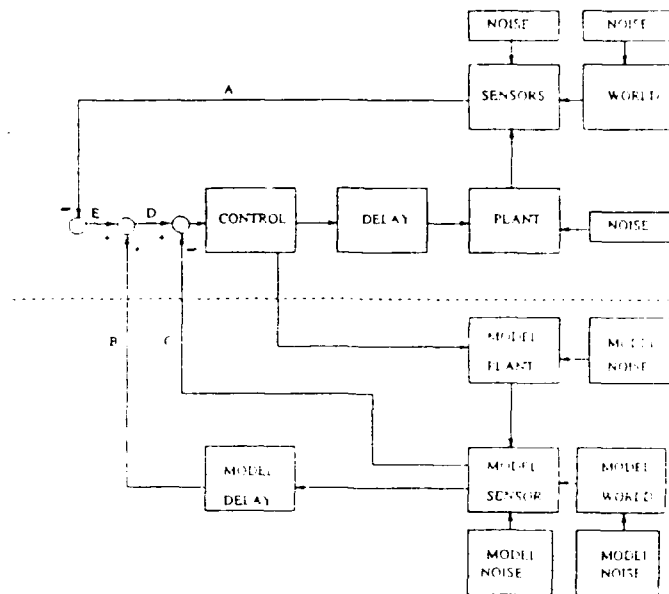 NOISE NOISE
A
SENSORS WORLD
E D
CONTROL DELAY PLANT NOISE
B C
MODEL PLANT
MODEL NOISE
MODEL DELAY
MODEL SENSOR
MODEL WORLD
MODEL NOISE
MODEL NOISE